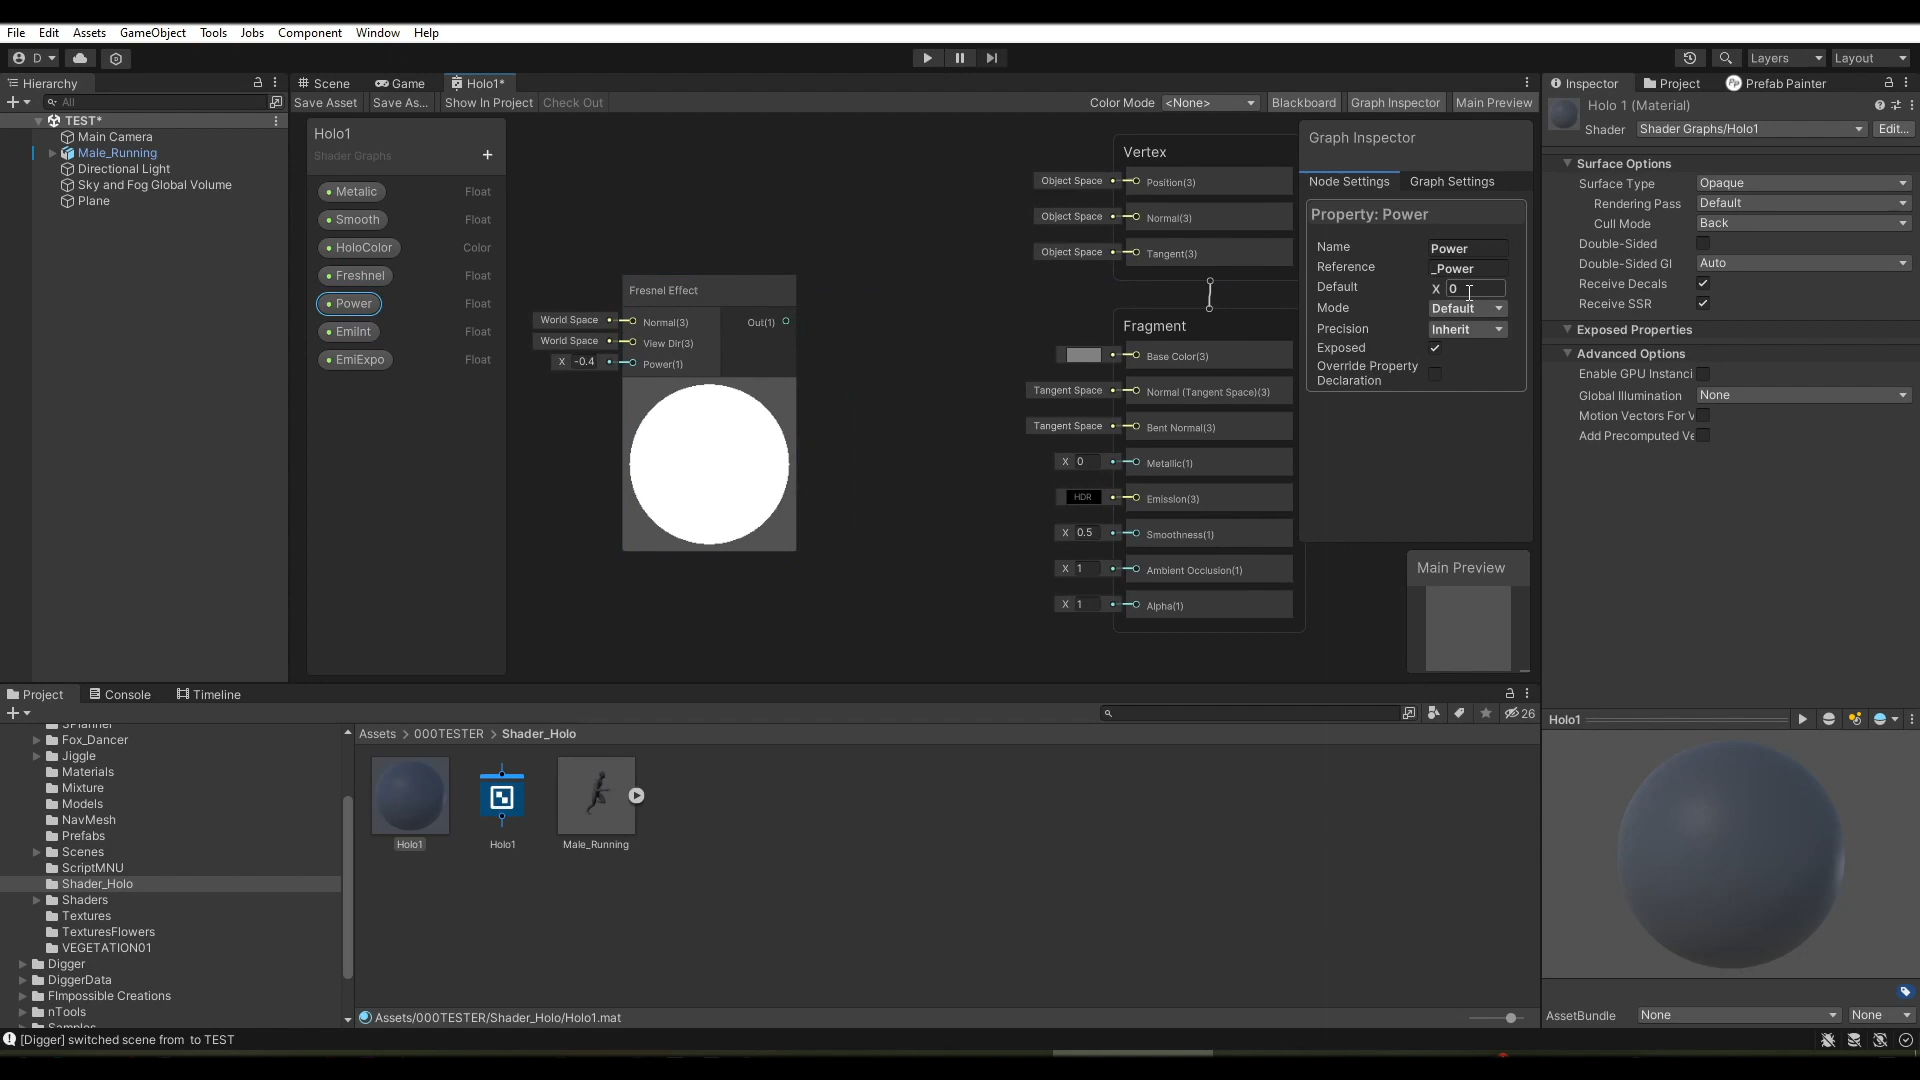 File Edit Assets GameObject Tools Jobs Component Window Help
D Layers Layout
Hierarchy
All
TEST*
Main Camera
Male_Running
Directional Light
Sky and Fog Global Volume
Plane
Scene Game Holo1*
Save Asset Save As... Show In Project Check Out Color Mode <None> Blackboard Graph Inspector Main Preview
Holo1
Shader Graphs
Metalic Float
Smooth Float
HoloColor Color
Freshnel Float
Power Float
EmiInt Float
EmiExpo Float
Fresnel Effect
World Space Normal(3) Out(1)
World Space View Dir(3)
X -0.4 Power(1)
Vertex
Object Space Position(3)
Object Space Normal(3)
Object Space Tangent(3)
Fragment
Base Color(3)
Tangent Space Normal (Tangent Space)(3)
Tangent Space Bent Normal(3)
X 0 Metallic(1)
HDR Emission(3)
X 0.5 Smoothness(1)
X 1 Ambient Occlusion(1)
X 1 Alpha(1)
Graph Inspector
Node Settings Graph Settings
Property: Power
Name Power
Reference _Power
Default X 0
Mode Default
Precision Inherit
Exposed
Override Property
Declaration
Main Preview
Inspector Project Prefab Painter
Holo 1 (Material)
Shader Shader Graphs/Holo1 Edit...
Surface Options
Surface Type Opaque
Rendering Pass Default
Cull Mode Back
Double-Sided
Double-Sided GI Auto
Receive Decals
Receive SSR
Exposed Properties
Advanced Options
Enable GPU Instanci
Global Illumination None
Motion Vectors For V
Add Precomputed Ve
Holo1
AssetBundle None None
Project Console Timeline
26
Fox_Dancer
Jiggle
Materials
Mixture
Models
NavMesh
Prefabs
Scenes
ScriptMNU
Shader_Holo
Shaders
Textures
TexturesFlowers
VEGETATION01
Digger
DiggerData
FImpossible Creations
nTools
Assets > 000TESTER > Shader_Holo
Holo1 Holo1 Male_Running
Assets/000TESTER/Shader_Holo/Holo1.mat
[Digger] switched scene from to TEST